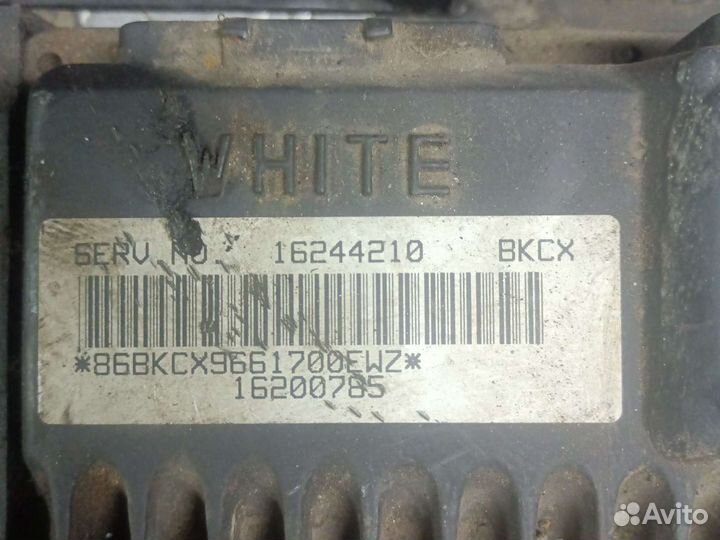 WHITE
SERV NO 16244210 BKCX
*86BKCX9661700EWZ*
16200785
Avito